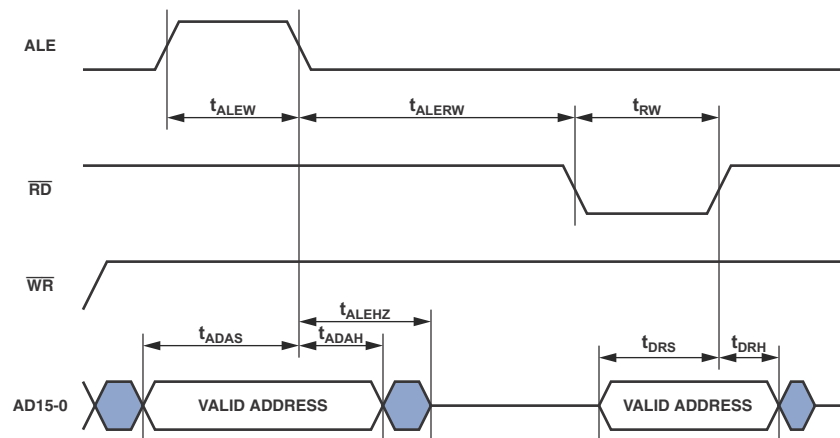 ALE
tALEW
tALERW
tRW
RD
WR
tALEHZ
tADAS
tADAH
tDRS
tDRH
AD15-0
VALID ADDRESS
VALID ADDRESS